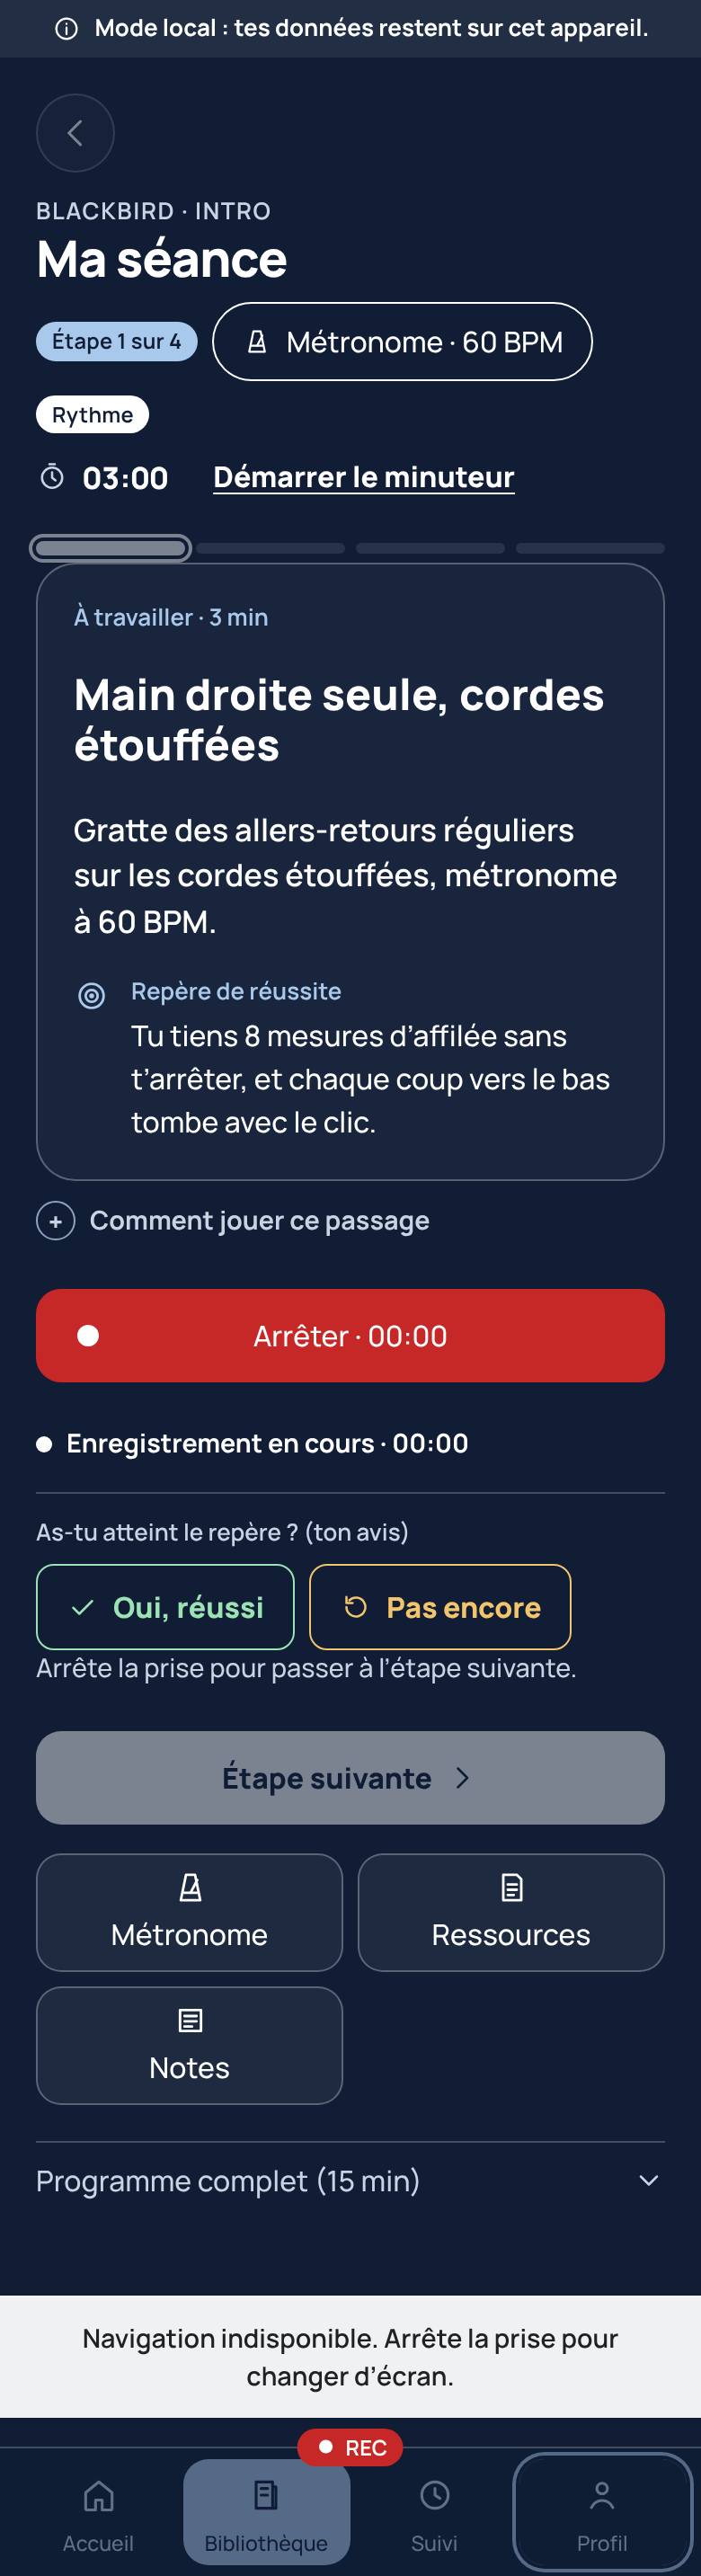 Mode local : tes données restent sur cet appareil.
BLACKBIRD · INTRO
Ma séance
Étape 1 sur 4
Métronome · 60 BPM
Rythme
03:00
Démarrer le minuteur
À travailler · 3 min
Main droite seule, cordes
étouffées
Gratte des allers-retours réguliers
sur les cordes étouffées, métronome
à 60 BPM.
Repère de réussite
Tu tiens 8 mesures d’affilée sans
t’arrêter, et chaque coup vers le bas
tombe avec le clic.
Comment jouer ce passage
Arrêter · 00:00
Enregistrement en cours · 00:00
As-tu atteint le repère ? (ton avis)
Oui, réussi
Pas encore
Arrête la prise pour passer à l’étape suivante.
Étape suivante
Métronome
Ressources
Notes
Programme complet (15 min)
Navigation indisponible. Arrête la prise pour
changer d’écran.
REC
Accueil
Bibliothèque
Suivi
Profil